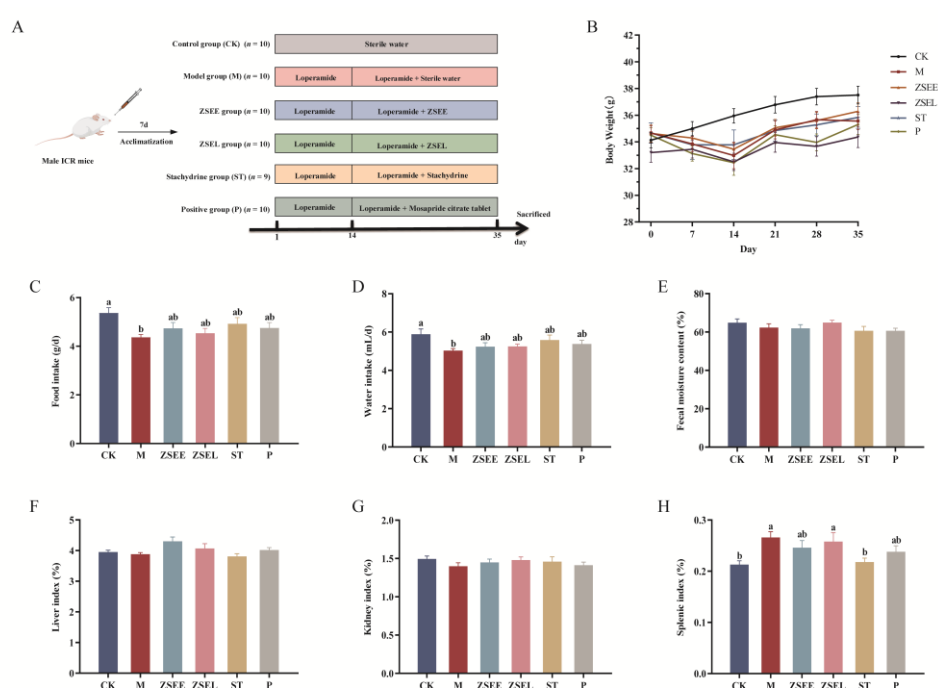 A
Control group (CK) (n = 10)
Sterile water
Model group (M) (n = 10)
Loperamide
Loperamide + Sterile water
ZSEE group (n = 10)
Loperamide
Loperamide + ZSEE
ZSEL group (n = 10)
Loperamide
Loperamide + ZSEL
Stachydrine group (ST) (n = 9)
Loperamide
Loperamide + Stachydrine
Positive group (P) (n = 10)
Loperamide
Loperamide + Mosapride citrate tablet
7d
Acclimatization
Male ICR mice
Sacrificed
1
14
35
day
B
Body Weight(g)
42
40
38
36
34
32
30
28
0
7
14
21
28
35
Day
CK
M
ZSEE
ZSEL
ST
P
C
Food intake (g/d)
6
4
2
0
a
b
ab
ab
ab
ab
CK
M
ZSEE
ZSEL
ST
P
D
Water intake (mL/d)
8
6
4
2
0
a
b
ab
ab
ab
ab
CK
M
ZSEE
ZSEL
ST
P
E
Fecal moisture content (%)
80
60
40
20
0
CK
M
ZSEE
ZSEL
ST
P
F
Liver index (%)
5
4
3
2
1
0
CK
M
ZSEE
ZSEL
ST
P
G
Kidney index (%)
2.0
1.5
1.0
0.5
0.0
CK
M
ZSEE
ZSEL
ST
P
H
Splenic index (%)
0.3
0.2
0.1
0.0
b
a
ab
a
b
ab
CK
M
ZSEE
ZSEL
ST
P